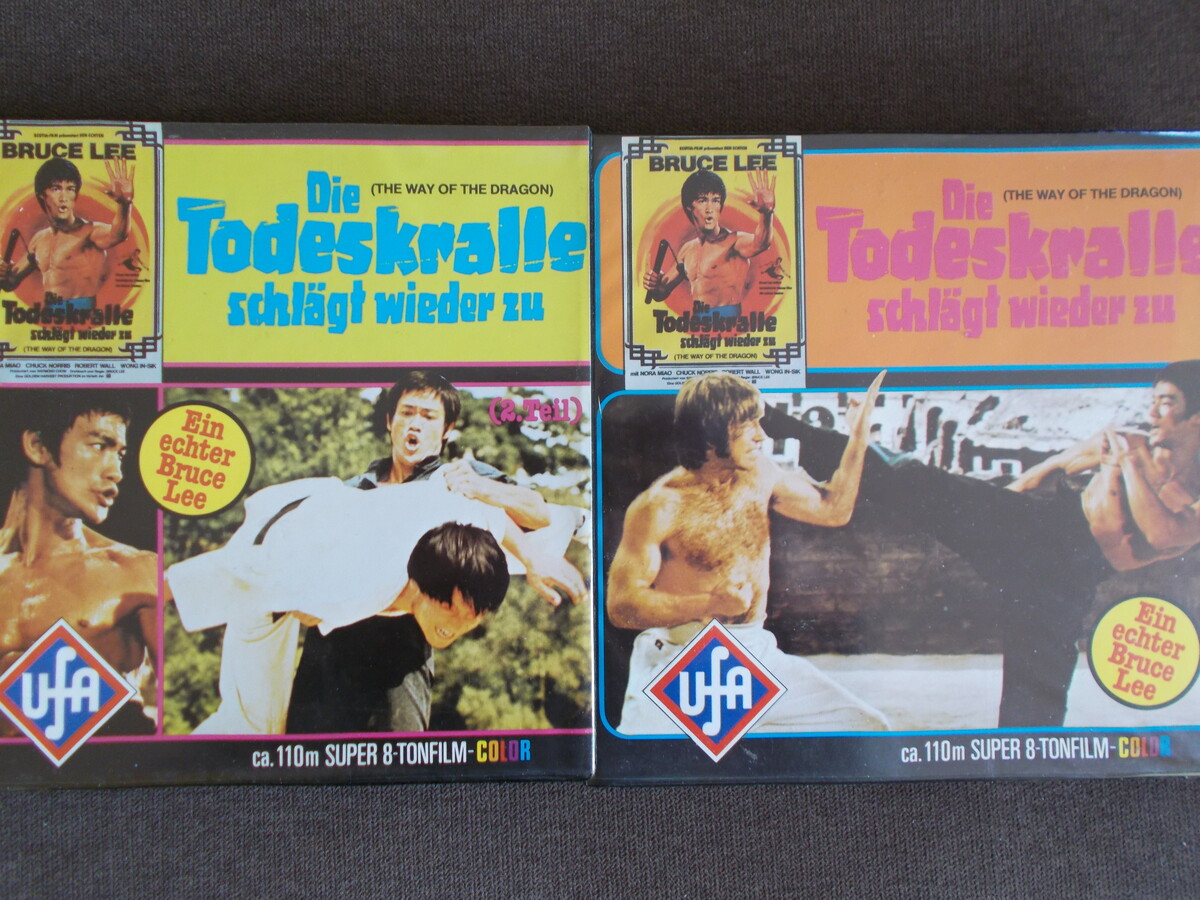 BRUCE LEE
Die
Todeskralle
schlägt wieder zu
(THE WAY OF THE DRAGON)
MIAO CHUCK NORRIS ROBERT WALL WONG IN-SIK
Die (THE WAY OF THE DRAGON)
Todeskralle
schlägt wieder zu
(2.Teil)
Ein
echter
Bruce
Lee
UfA
ca. 110m SUPER 8-TONFILM-COLOR
BRUCE LEE
Die
Todeskralle
schlägt wieder zu
(THE WAY OF THE DRAGON)
mit NORA MIAO CHUCK NORRIS ROBERT WALL WONG IN-SIK
Die (THE WAY OF THE DRAGON)
Todeskralle
schlägt wieder zu
Ein
echter
Bruce
Lee
UfA
ca. 110m SUPER 8-TONFILM-COLOR